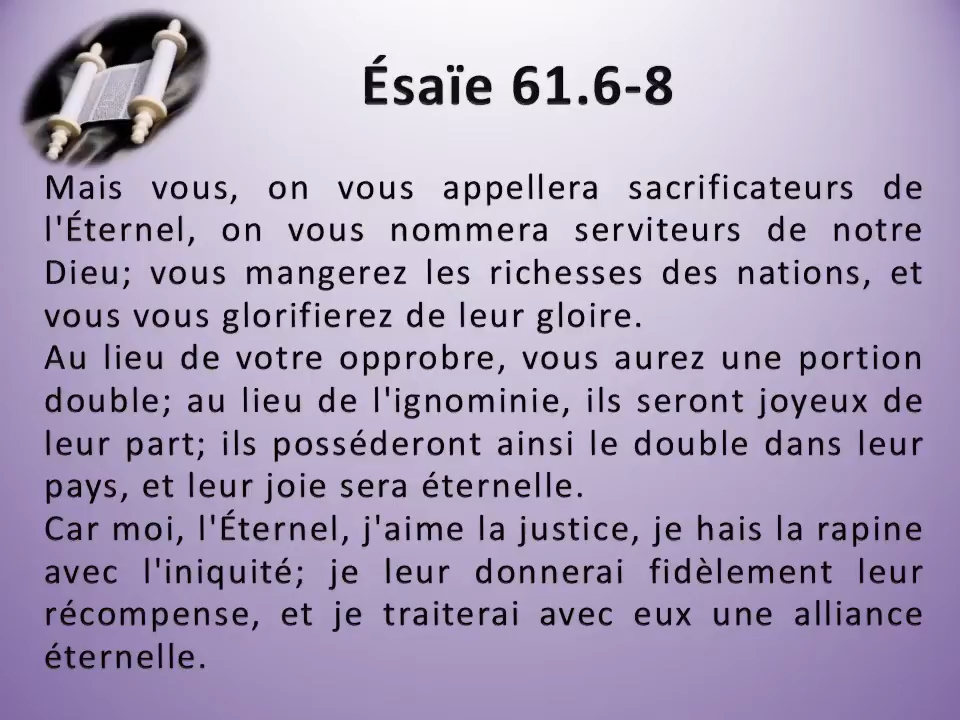 Ésaïe 61.6-8
Mais vous, on vous appellera sacrificateurs de
l'Éternel, on vous nommera serviteurs de notre
Dieu; vous mangerez les richesses des nations, et
vous vous glorifierez de leur gloire.
Au lieu de votre opprobre, vous aurez une portion
double; au lieu de l'ignominie, ils seront joyeux de
leur part; ils posséderont ainsi le double dans leur
pays, et leur joie sera éternelle.
Car moi, l'Éternel, j'aime la justice, je hais la rapine
avec l'iniquité; je leur donnerai fidèlement leur
récompense, et je traiterai avec eux une alliance
éternelle.